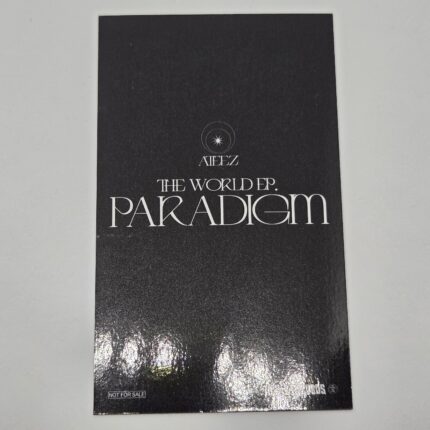 ATEEZ
THE WORLD EP.
PARADIGM
NOT FOR SALE